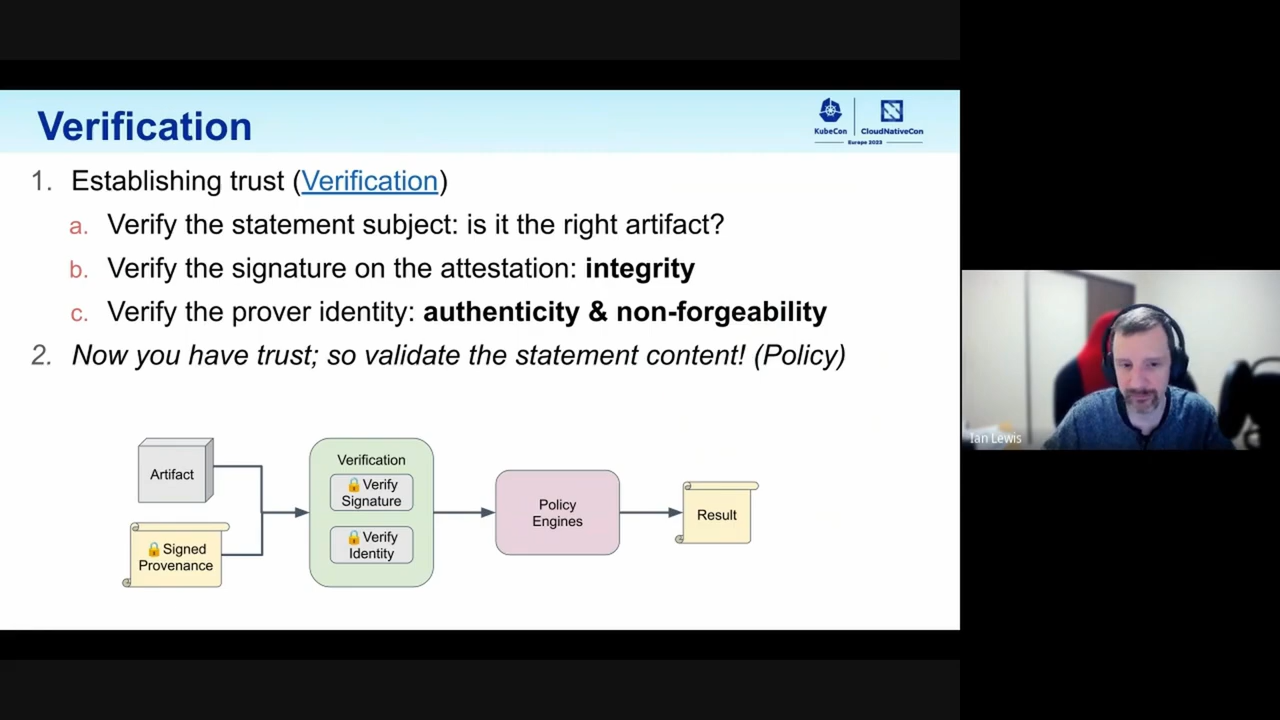 Verification
KubeCon
CloudNativeCon
Europe 2023
1. Establishing trust (Verification)
a. Verify the statement subject: is it the right artifact?
b. Verify the signature on the attestation: integrity
c. Verify the prover identity: authenticity & non-forgeability
2. Now you have trust; so validate the statement content! (Policy)
Artifact
🔒Signed
Provenance
Verification
🔒Verify
Signature
🔒Verify
Identity
Policy
Engines
Result
Ian Lewis